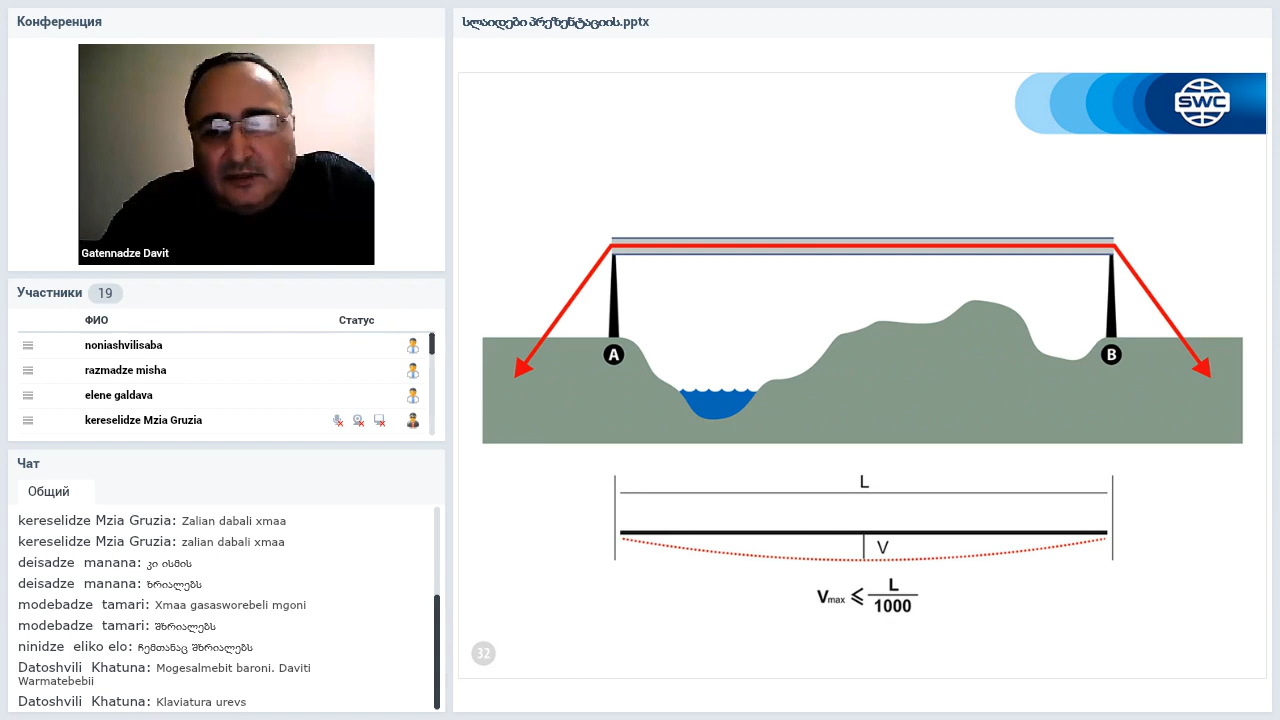 Конференция
Gatennadze Davit
Участники 19
ФИО Статус
noniashvilisaba
razmadze misha
elene galdava
kereselidze Mzia Gruzia
Чат
Общий
kereselidze Mzia Gruzia: Zalian dabali xmaa
kereselidze Mzia Gruzia: zalian dabali xmaa
deisadze manana: კი ისმის
deisadze manana: ხრიალებს
modebadze tamari: Xmaa gasasworebeli mgoni
modebadze tamari: შხრიალებს
ninidze eliko elo: ჩემთანაც შხრიალებს
Datoshvili Khatuna: Mogesalmebit baroni. Daviti
Warmatebebii
Datoshvili Khatuna: Klaviatura urevs
სლაიდები პრეზენტაციის.pptx
SWC
A B
L
V
Vmax ⩽ L/1000
32